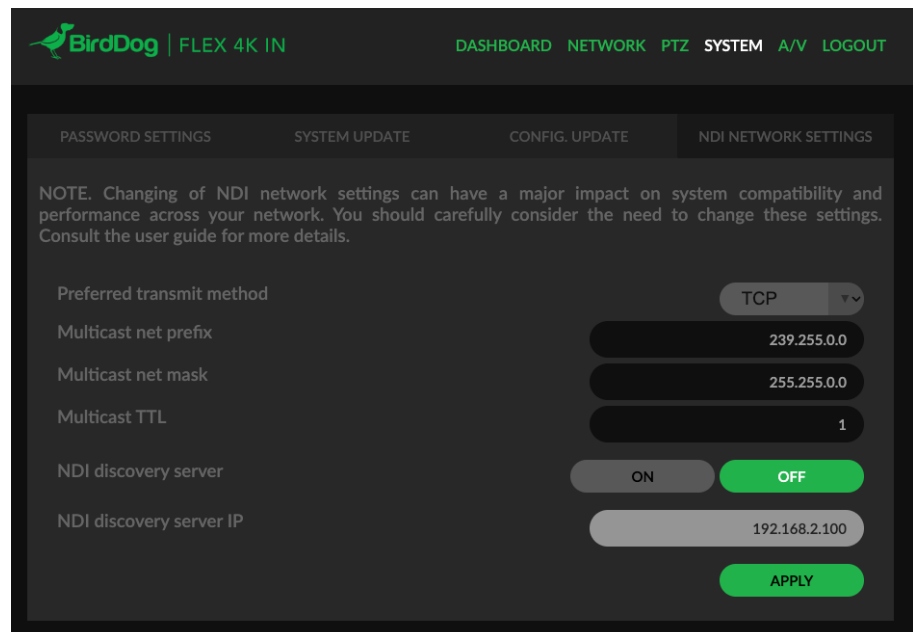 BirdDog | FLEX 4K IN
DASHBOARD NETWORK PTZ SYSTEM A/V LOGOUT
PASSWORD SETTINGS SYSTEM UPDATE CONFIG. UPDATE NDI NETWORK SETTINGS
NOTE. Changing of NDI network settings can have a major impact on system compatibility and
performance across your network. You should carefully consider the need to change these settings.
Consult the user guide for more details.
Preferred transmit method TCP
Multicast net prefix 239.255.0.0
Multicast net mask 255.255.0.0
Multicast TTL 1
NDI discovery server ON OFF
NDI discovery server IP 192.168.2.100
APPLY